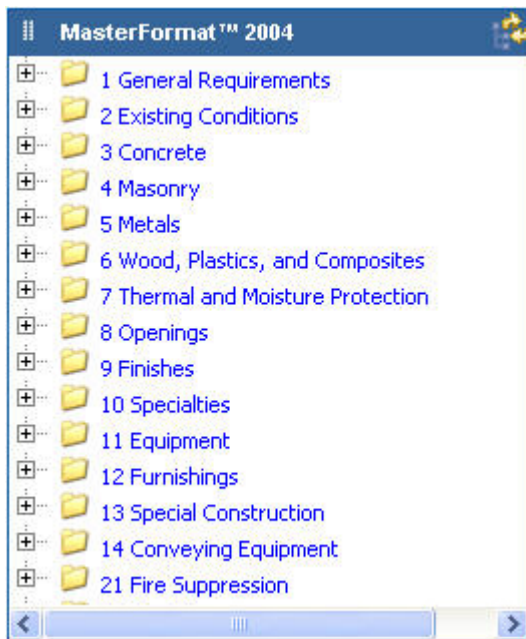 MasterFormat™ 2004
1 General Requirements
2 Existing Conditions
3 Concrete
4 Masonry
5 Metals
6 Wood, Plastics, and Composites
7 Thermal and Moisture Protection
8 Openings
9 Finishes
10 Specialties
11 Equipment
12 Furnishings
13 Special Construction
14 Conveying Equipment
21 Fire Suppression